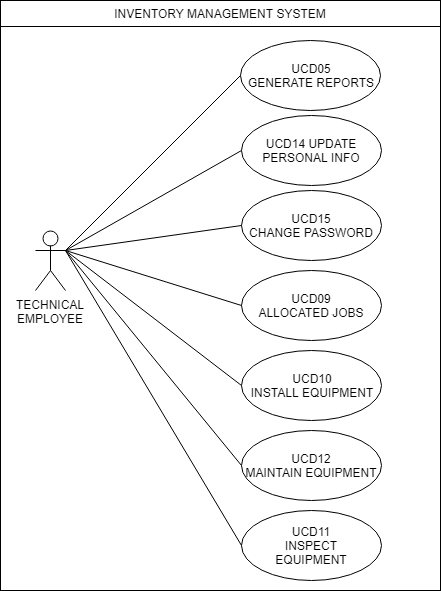 INVENTORY MANAGEMENT SYSTEM
UCD05
GENERATE REPORTS
UCD14 UPDATE
PERSONAL INFO
UCD15
CHANGE PASSWORD
TECHNICAL
EMPLOYEE
UCD09
ALLOCATED JOBS
UCD10
INSTALL EQUIPMENT
UCD12
MAINTAIN EQUIPMENT
UCD11
INSPECT
EQUIPMENT